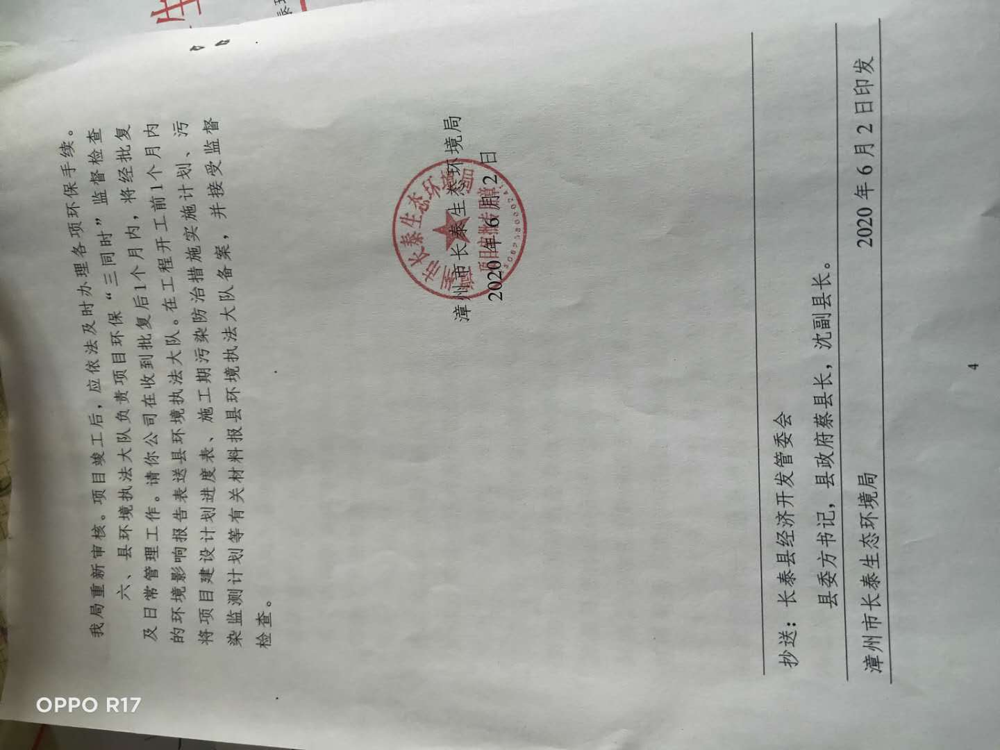 我局重新审核。项目竣工后，应依法及时办理各项环保手续。
六、县环境执法大队负责项目环保“三同时”监督检查
及日常管理工作。请你公司在收到批复后1个月内，将经批复
的环境影响报告表送县环境执法大队。在工程开工前1个月内
将项目建设计划进度表、施工期污染防治措施实施计划、污
染监测计划等有关材料报县环境执法大队备案，并接受监督
检查。
漳州市长泰生态环境局
2020年6月2日
抄送：长泰县经济开发管委会
县委方书记，县政府蔡县长，沈副县长。
漳州市长泰生态环境局 2020年6月2日印发
4
OPPO R17